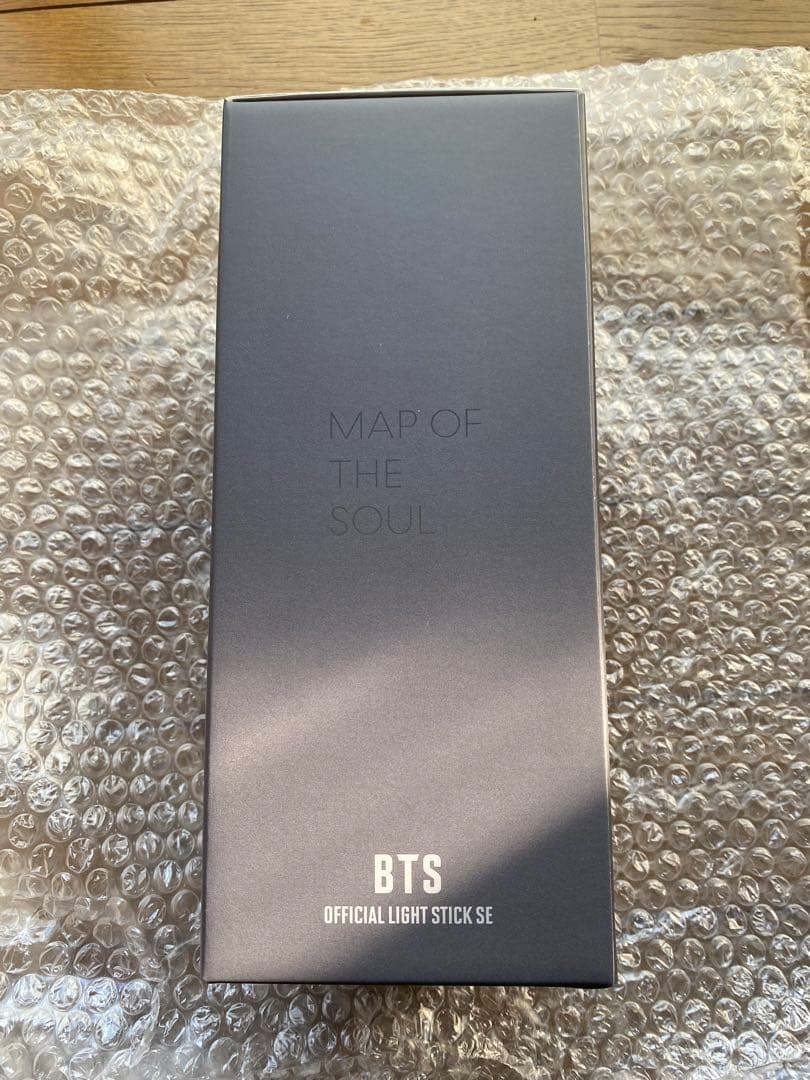 MAP OF
THE
SOUL
BTS
OFFICIAL LIGHT STICK SE